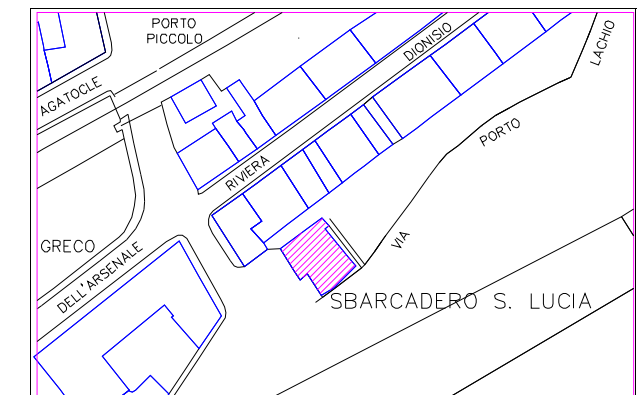 PORTO
PICCOLO
DIONISIO
LACHIO
AGATOCLE
PORTO
RIVIERA
VIA
GRECO
DELL'ARSENALE
SBARCADERO S. LUCIA